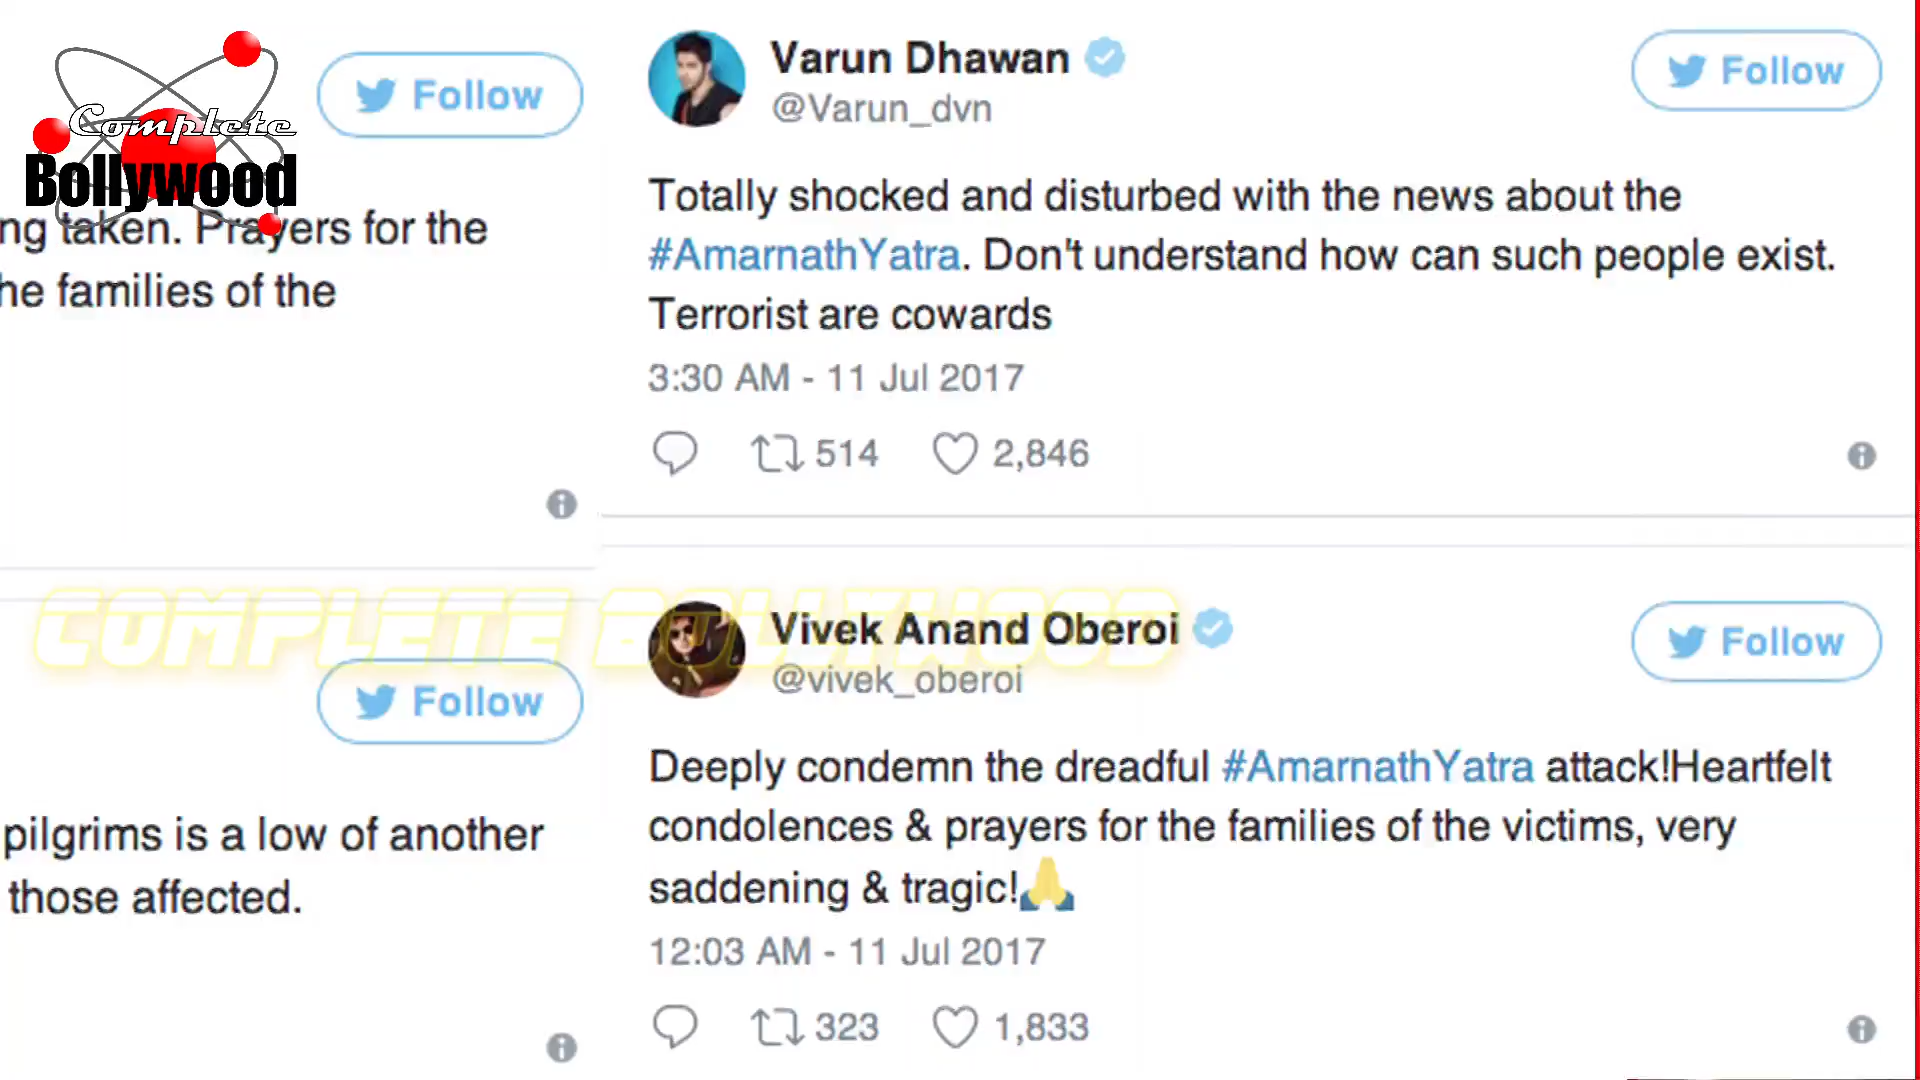 Complete
Bollywood
Follow
ng taken. Prayers for the
he families of the
Follow
pilgrims is a low of another
those affected.
Varun Dhawan
@Varun_dvn
Follow
Totally shocked and disturbed with the news about the
#AmarnathYatra. Don't understand how can such people exist.
Terrorist are cowards
3:30 AM - 11 Jul 2017
514 2,846
COMPLETE BOLLYWOOD
Vivek Anand Oberoi
@vivek_oberoi
Follow
Deeply condemn the dreadful #AmarnathYatra attack!Heartfelt
condolences & prayers for the families of the victims, very
saddening & tragic!🙏
12:03 AM - 11 Jul 2017
323 1,833